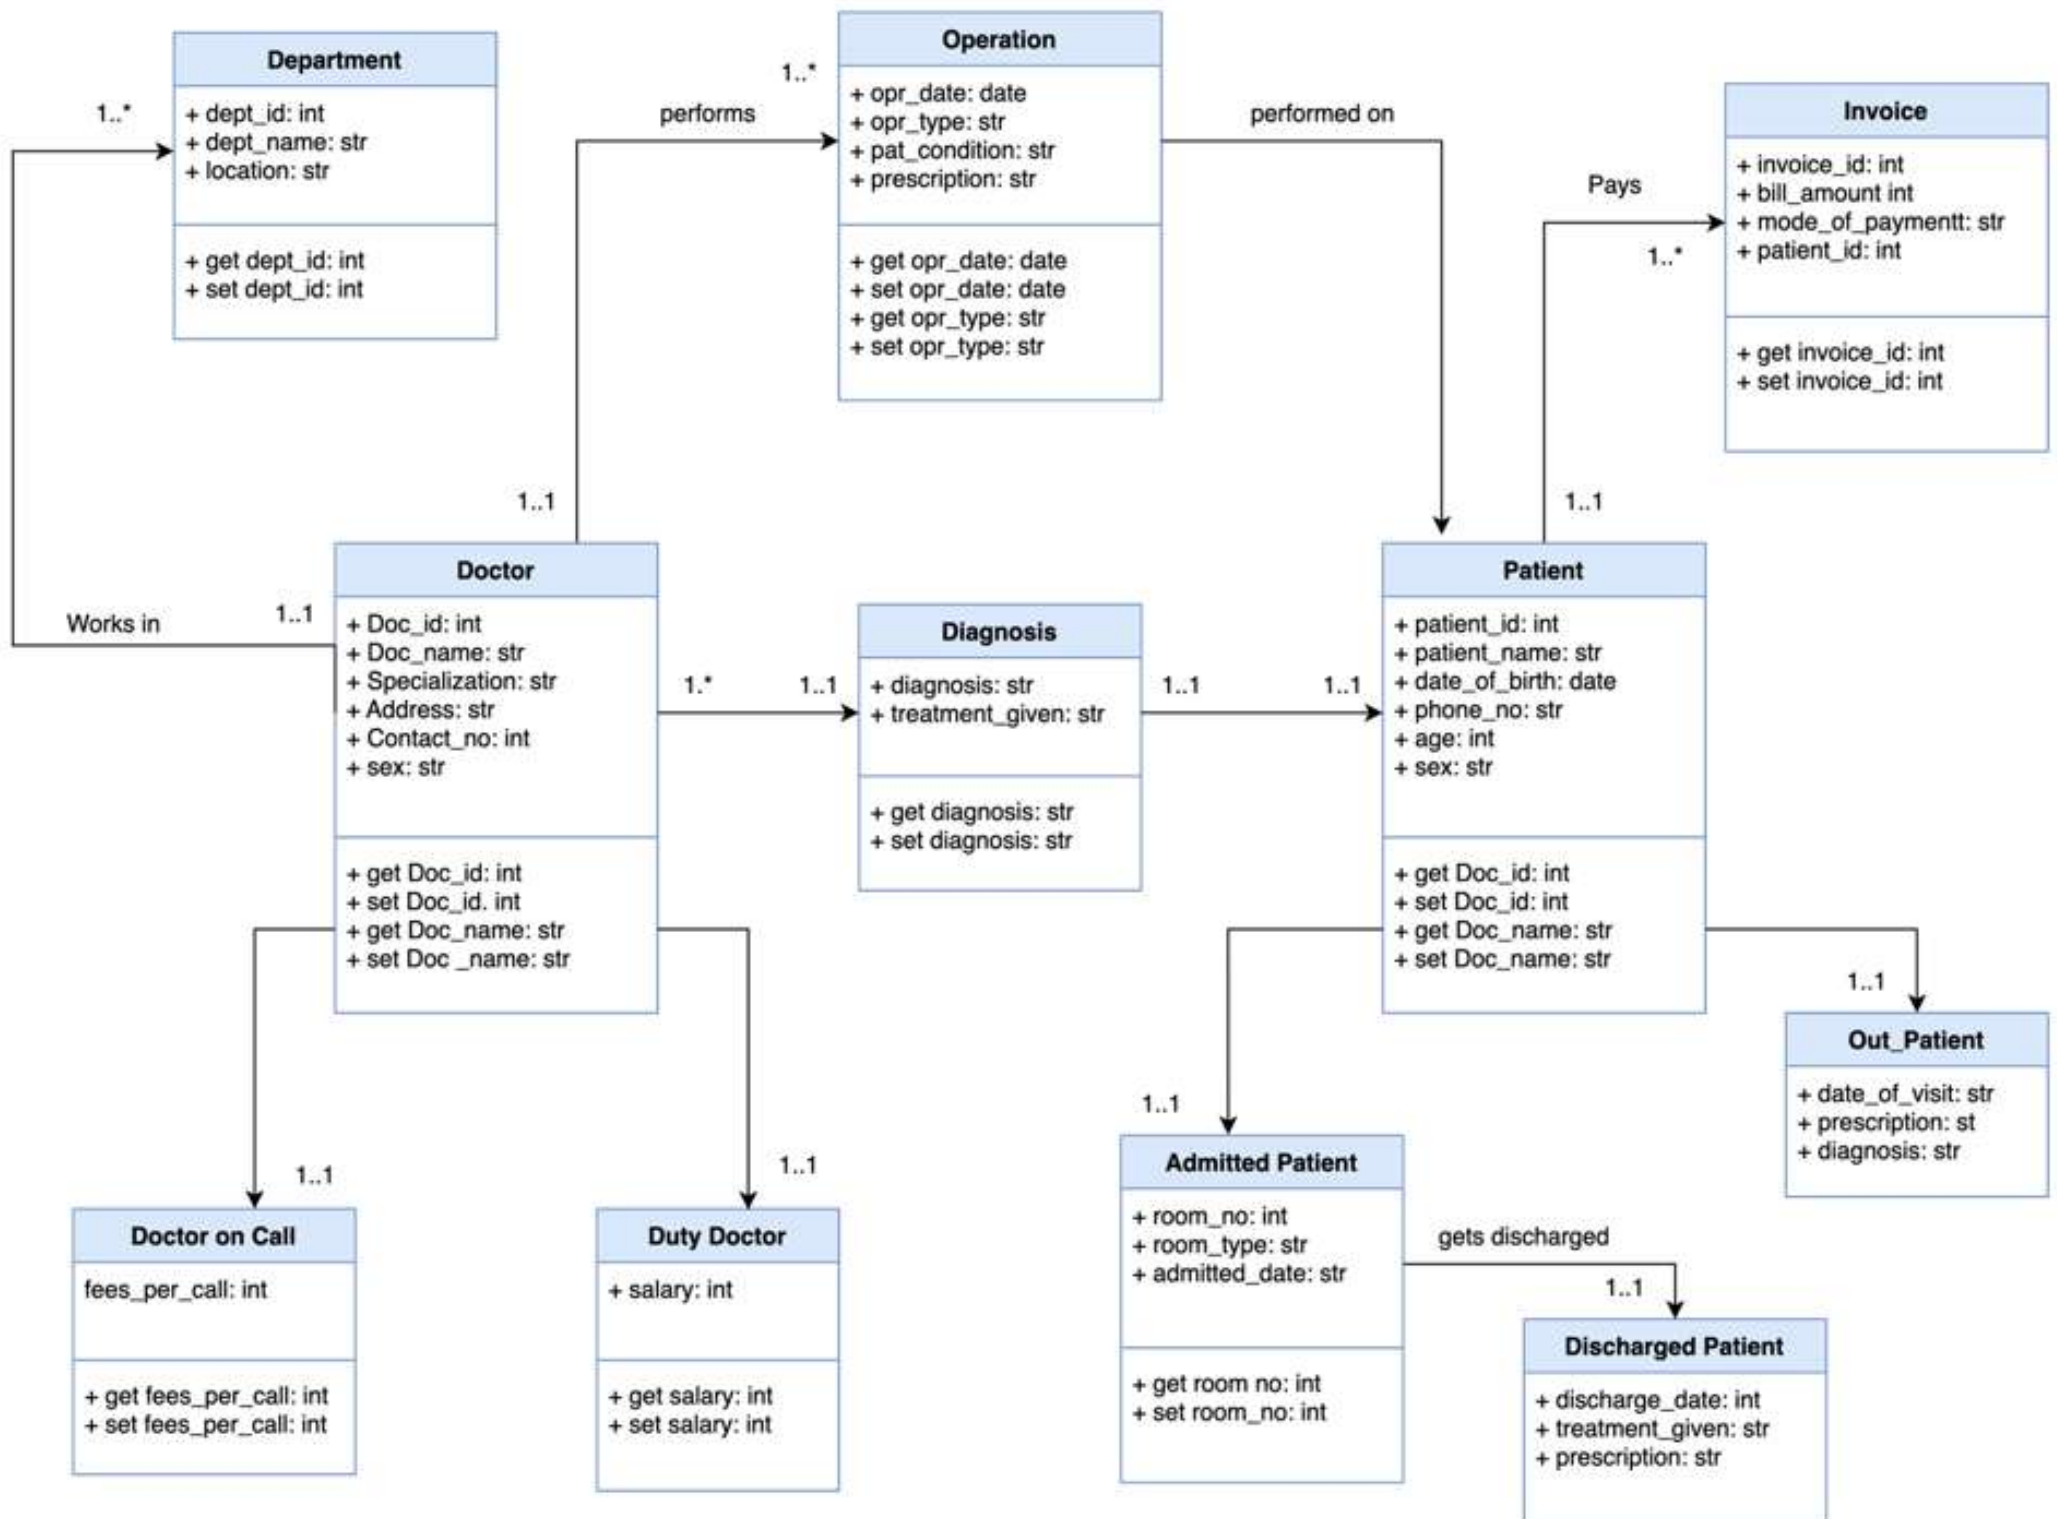 Department
1..*
+ dept_id: int
+ dept_name: str
+ location: str
+ get dept_id: int
+ set dept_id: int
Operation
1..*
performs
+ opr_date: date
+ opr_type: str
+ pat_condition: str
+ prescription: str
+ get opr_date: date
+ set opr_date: date
+ get opr_type: str
+ set opr_type: str
performed on
Invoice
Pays
1..*
+ invoice_id: int
+ bill_amount int
+ mode_of_paymentt: str
+ patient_id: int
+ get invoice_id: int
+ set invoice_id: int
1..1
1..1
Works in
1..1
Doctor
+ Doc_id: int
+ Doc_name: str
+ Specialization: str
+ Address: str
+ Contact_no: int
+ sex: str
+ get Doc_id: int
+ set Doc_id. int
+ get Doc_name: str
+ set Doc _name: str
1.*
1..1
Diagnosis
+ diagnosis: str
+ treatment_given: str
+ get diagnosis: str
+ set diagnosis: str
1..1
1..1
Patient
+ patient_id: int
+ patient_name: str
+ date_of_birth: date
+ phone_no: str
+ age: int
+ sex: str
+ get Doc_id: int
+ set Doc_id: int
+ get Doc_name: str
+ set Doc_name: str
1..1
Out_Patient
+ date_of_visit: str
+ prescription: st
+ diagnosis: str
1..1
Doctor on Call
fees_per_call: int
+ get fees_per_call: int
+ set fees_per_call: int
1..1
Duty Doctor
+ salary: int
+ get salary: int
+ set salary: int
1..1
Admitted Patient
+ room_no: int
+ room_type: str
+ admitted_date: str
+ get room no: int
+ set room_no: int
gets discharged
1..1
Discharged Patient
+ discharge_date: int
+ treatment_given: str
+ prescription: str